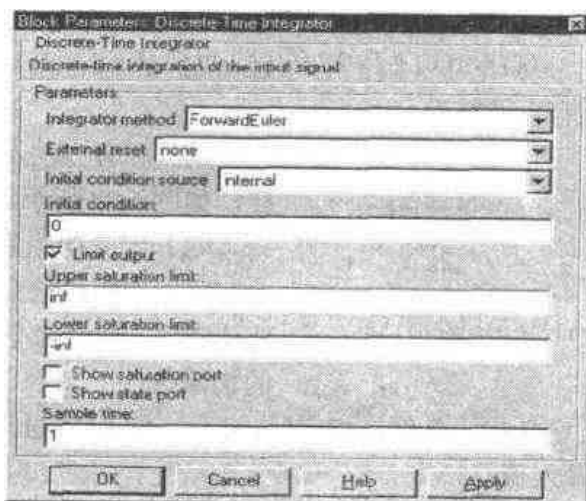 Block Parameters: Discrete-Time Integrator
Discrete-Time Integrator
Discrete-time integration of the input signal
Parameters
Integrator method ForwardEuler
External reset none
Initial condition source internal
Initial condition:
0
Limit output
Upper saturation limit:
inf
Lower saturation limit:
-inf
Show saturation port
Show state port
Sample time:
1
OK Cancel Help Apply